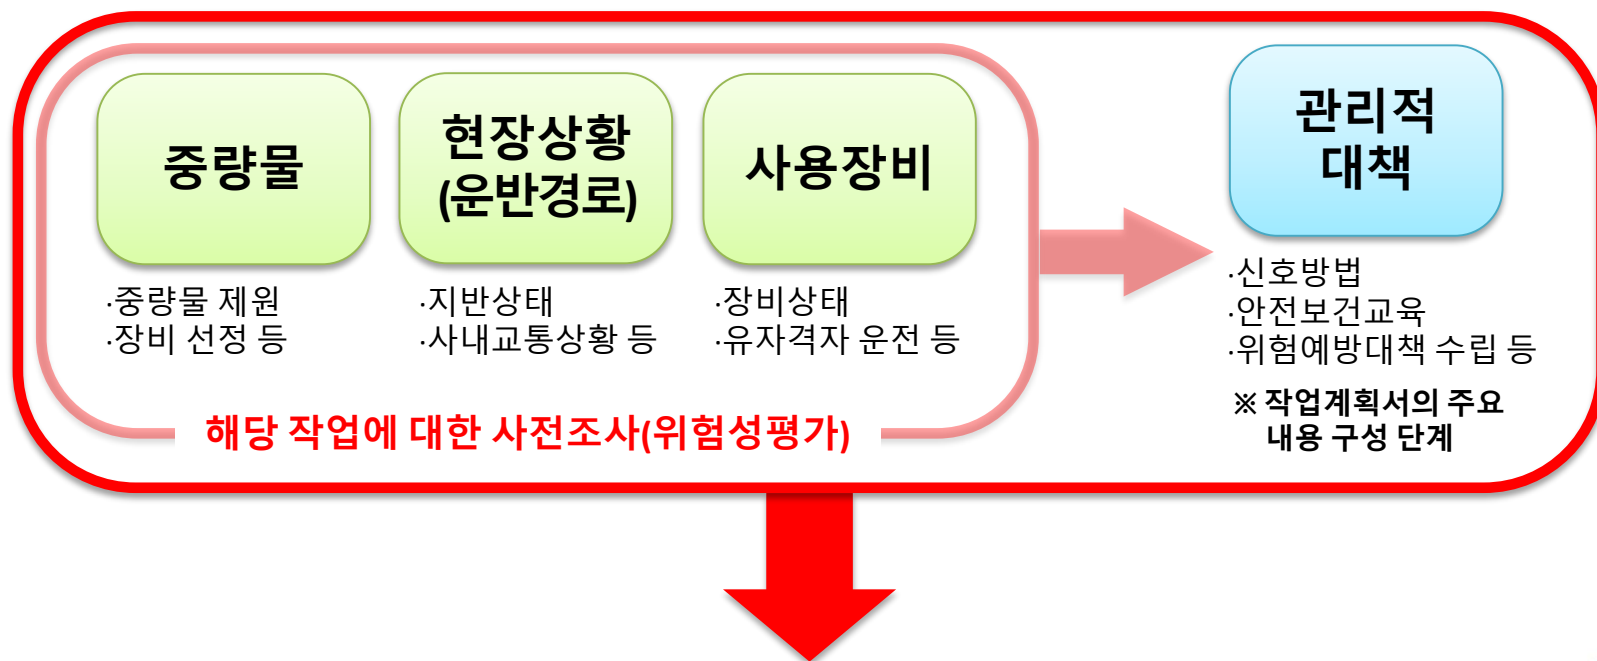 중량물
현장상황
(운반경로)
사용장비
관리적
대책
·중량물 제원
·장비 선정 등
·지반상태
·사내교통상황 등
·장비상태
·유자격자 운전 등
·신호방법
·안전보건교육
·위험예방대책 수립 등
※ 작업계획서의 주요
내용 구성 단계
해당 작업에 대한 사전조사(위험성평가)